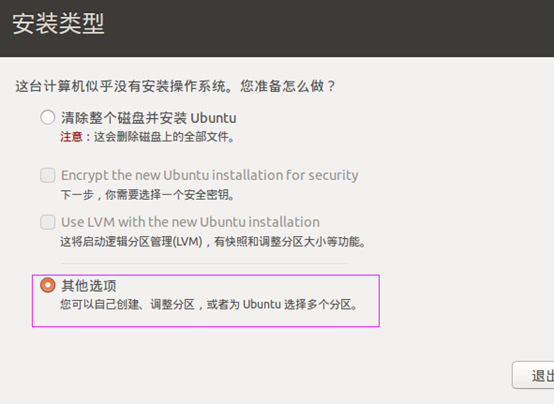 安装类型
这台计算机似乎没有安装操作系统。您准备怎么做？
清除整个磁盘并安装 Ubuntu
注意：这会删除磁盘上的全部文件。
Encrypt the new Ubuntu installation for security
下一步，你需要选择一个安全密钥。
Use LVM with the new Ubuntu installation
这将启动逻辑分区管理(LVM)，有快照和调整分区大小等功能。
其他选项
您可以自己创建、调整分区，或者为 Ubuntu 选择多个分区。
退出